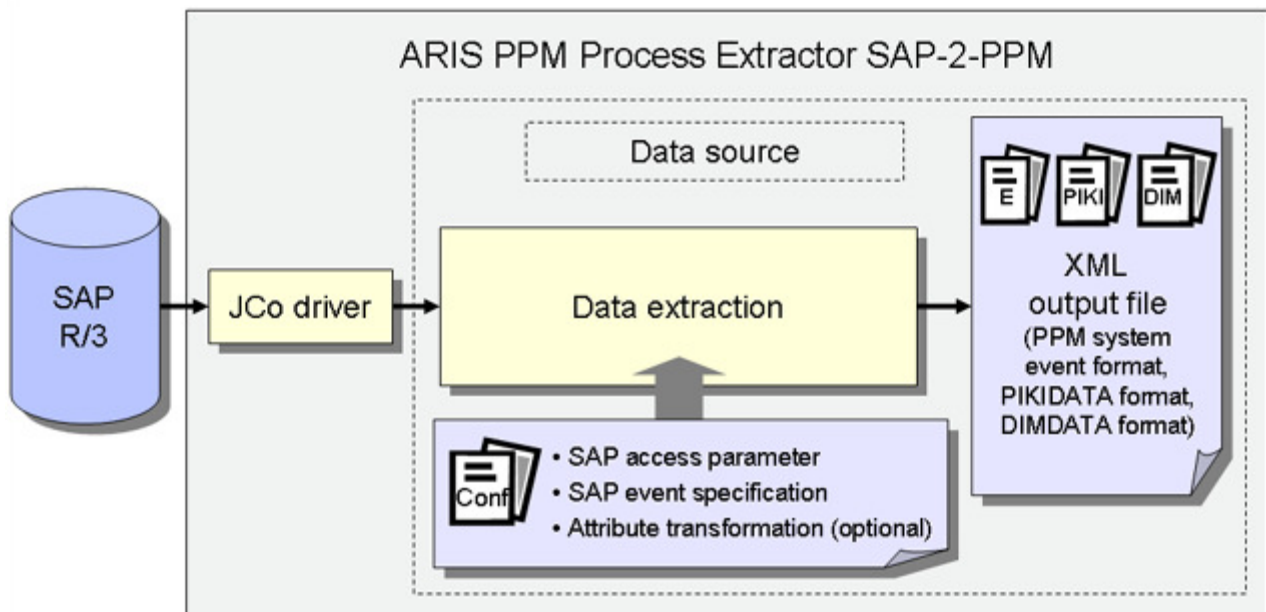 ARIS PPM Process Extractor SAP-2-PPM
Data source
SAP
R/3
JCo driver
Data extraction
E
PIKI
DIM
XML
output file
(PPM system
event format,
PIKIDATA format,
DIMDATA format)
Conf
• SAP access parameter
• SAP event specification
• Attribute transformation (optional)